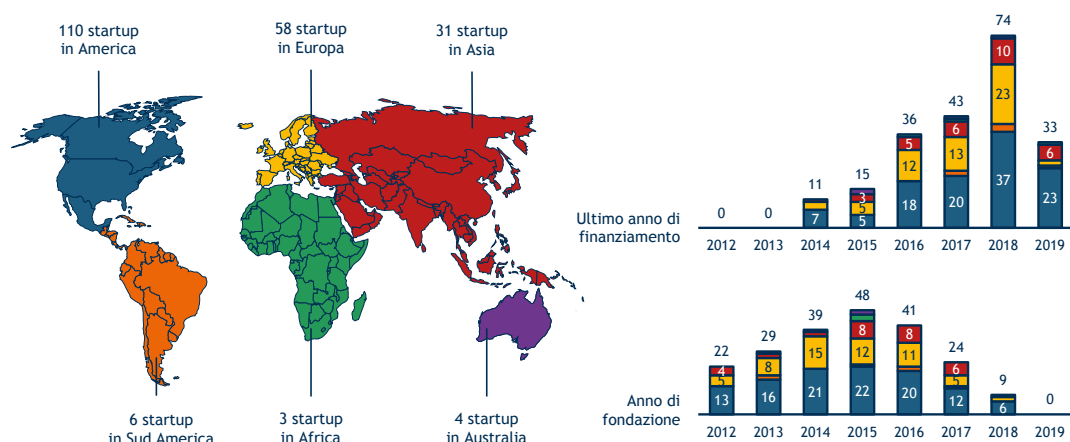 110 startup
in America
58 startup
in Europa
31 startup
in Asia
6 startup
in Sud America
3 startup
in Africa
4 startup
in Australia
Ultimo anno di
finanziamento
0
0
11
7
15
3
5
5
36
5
12
18
43
6
13
20
74
10
23
37
33
6
23
2012 2013 2014 2015 2016 2017 2018 2019
Anno di
fondazione
22
4
5
13
29
8
16
39
15
21
48
8
12
22
41
8
11
20
24
6
5
12
9
6
0
2012 2013 2014 2015 2016 2017 2018 2019